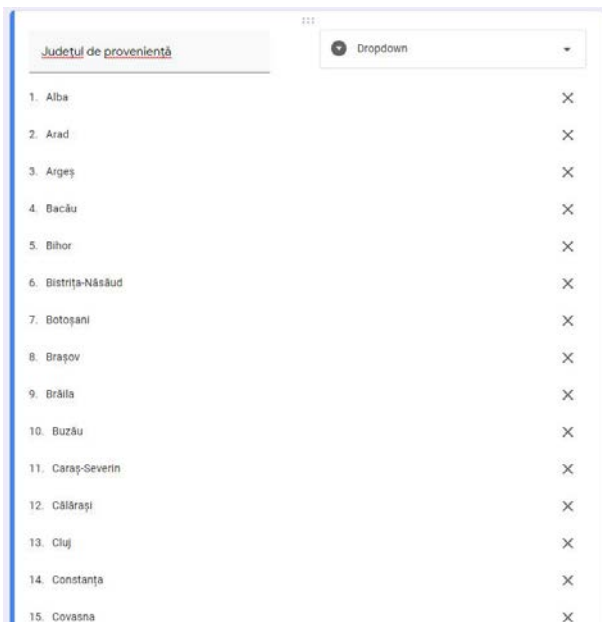 Județul de proveniență
Dropdown
1. Alba
2. Arad
3. Argeș
4. Bacău
5. Bihor
6. Bistrița-Năsăud
7. Botoșani
8. Brașov
9. Brăila
10. Buzău
11. Caraș-Severin
12. Călărași
13. Cluj
14. Constanța
15. Covasna